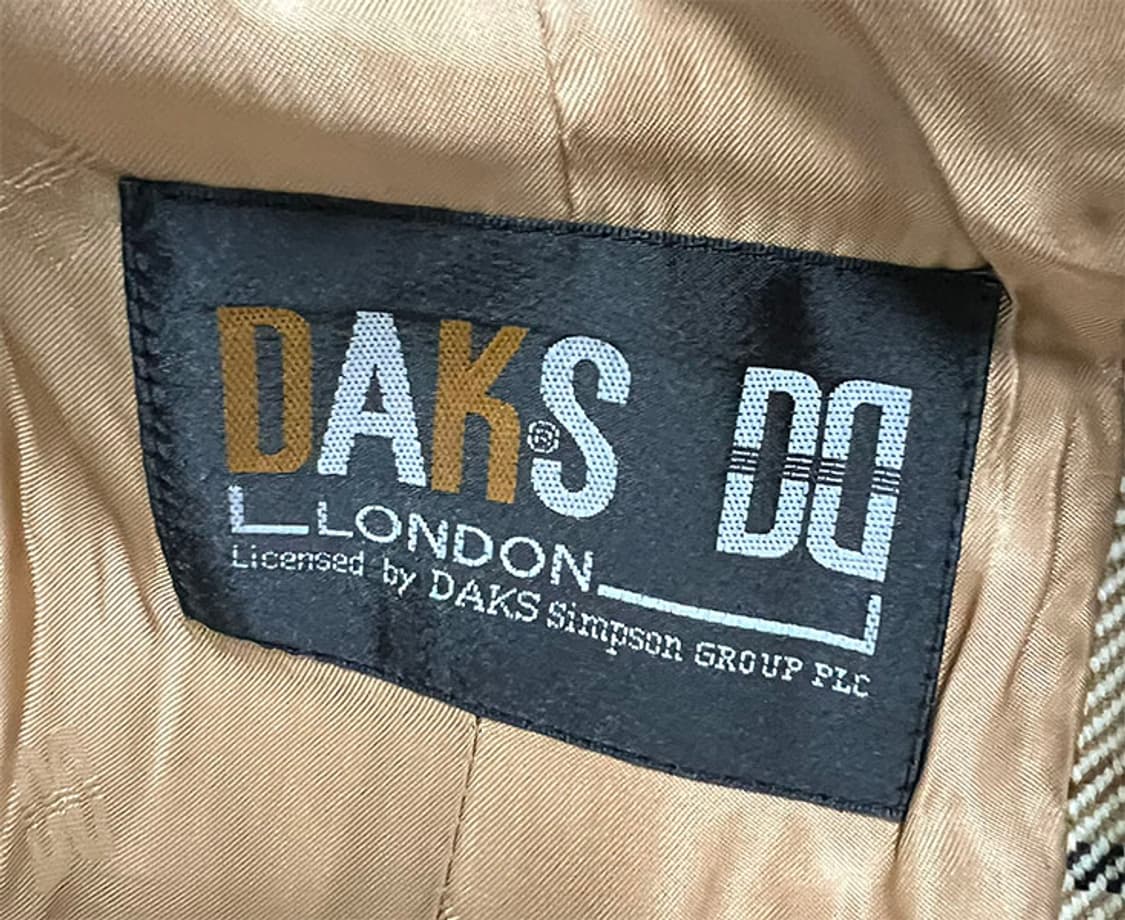 DAKS®
DD
LONDON
Licensed by DAKS Simpson GROUP PLC